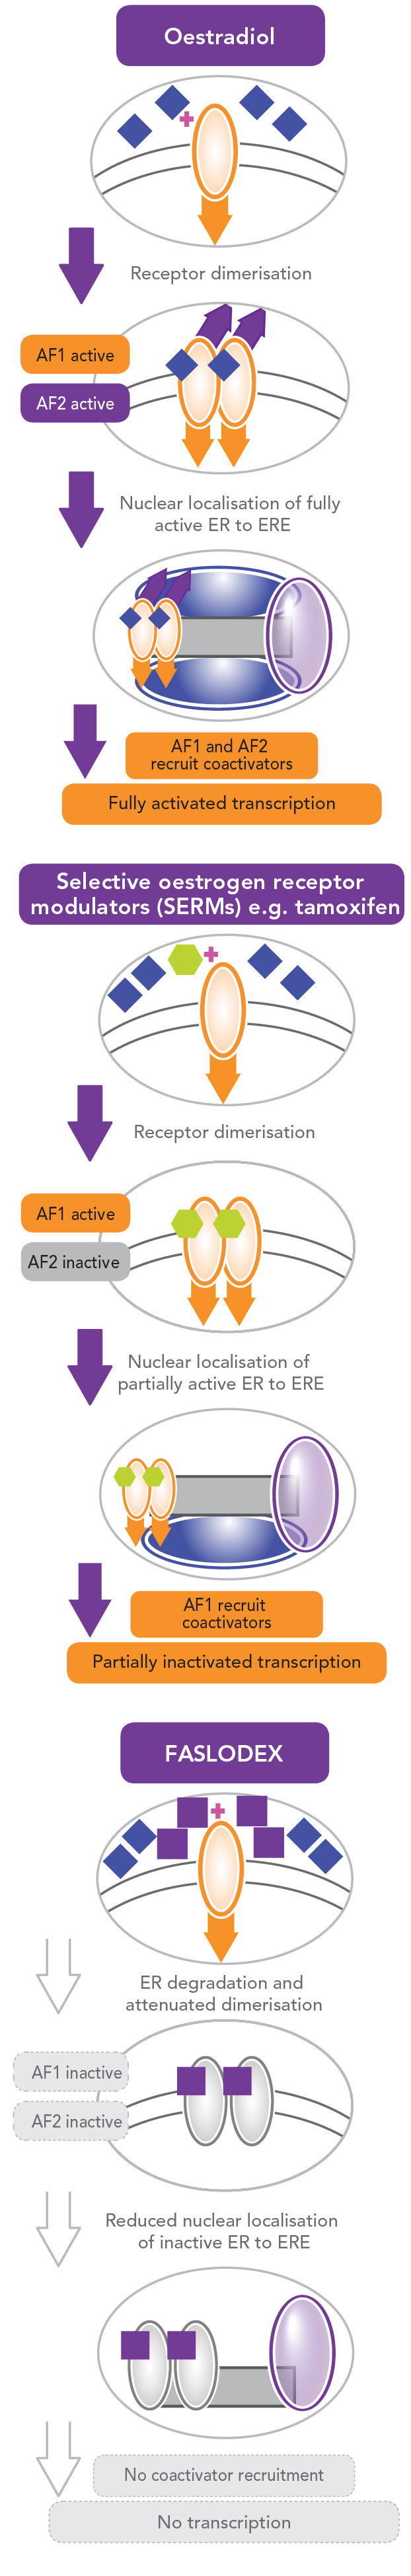 Oestradiol
Receptor dimerisation
AF1 active
AF2 active
Nuclear localisation of fully
active ER to ERE
AF1 and AF2
recruit coactivators
Fully activated transcription
Selective oestrogen receptor
modulators (SERMs) e.g. tamoxifen
Receptor dimerisation
AF1 active
AF2 inactive
Nuclear localisation of
partially active ER to ERE
AF1 recruit
coactivators
Partially inactivated transcription
FASLODEX
ER degradation and
attenuated dimerisation
AF1 inactive
AF2 inactive
Reduced nuclear localisation
of inactive ER to ERE
No coactivator recruitment
No transcription